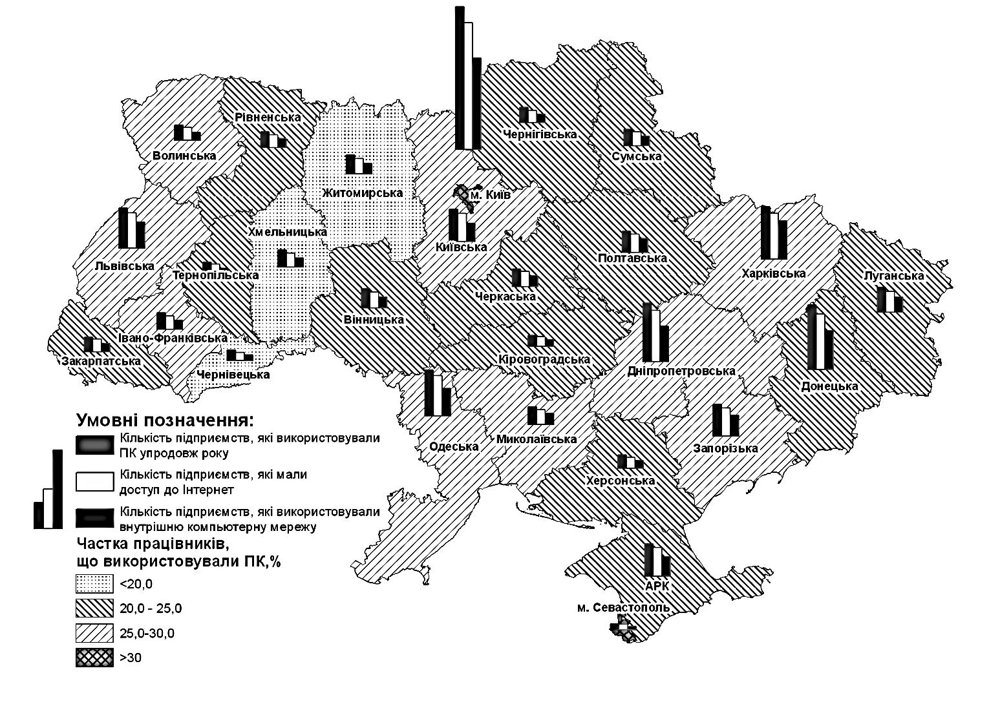 Рівненська
Чернігівська
Волинська
Сумська
Житомирська
м. Київ
Хмельницька
Київська
Полтавська
Львівська
Тернопільська
Харківська
Луганська
Черкаська
Вінницька
Івано-Франківська
Закарпатська
Кіровоградська
Чернівецька
Дніпропетровська
Донецька
Одеська
Миколаївська
Запорізька
Херсонська
АРК
м. Севастополь
Умовні позначення:
Кількість підприємств, які використовували
ПК упродовж року
Кількість підприємств, які мали
доступ до Інтернет
Кількість підприємств, які використовували
внутрішню компьютерну мережу
Частка працівників,
що використовували ПК,%
<20,0
20,0 - 25,0
25,0-30,0
>30